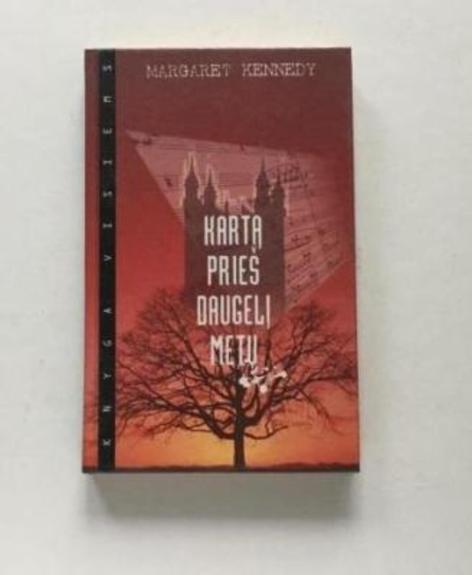 MARGARET KENNEDY
KARTĄ
PRIEŠ
DAUGELĮ
METŲ
KNYGA VISIEMS